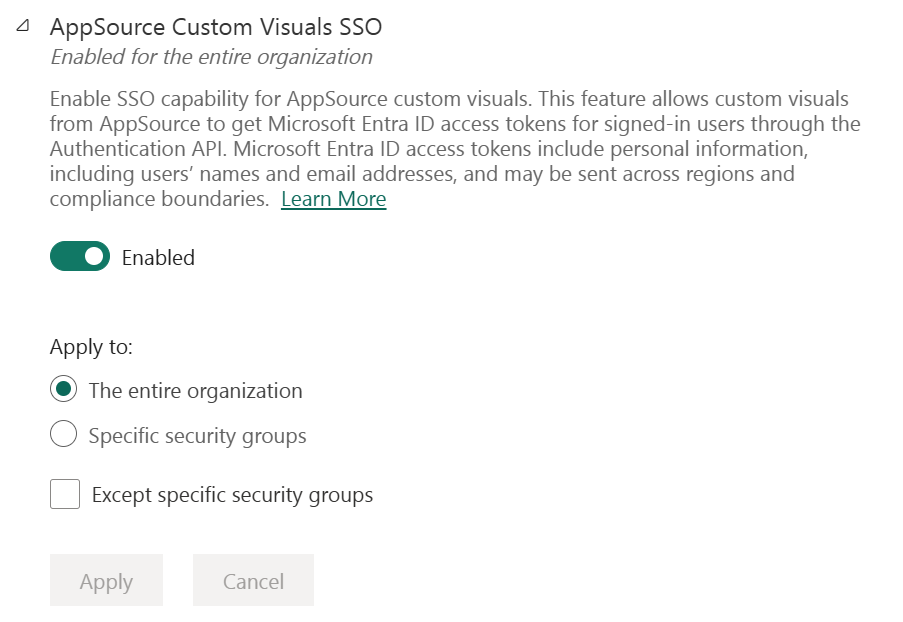 AppSource Custom Visuals SSO
Enabled for the entire organization
Enable SSO capability for AppSource custom visuals. This feature allows custom visuals
from AppSource to get Microsoft Entra ID access tokens for signed-in users through the
Authentication API. Microsoft Entra ID access tokens include personal information,
including users’ names and email addresses, and may be sent across regions and
compliance boundaries. Learn More
Enabled
Apply to:
The entire organization
Specific security groups
Except specific security groups
Apply Cancel